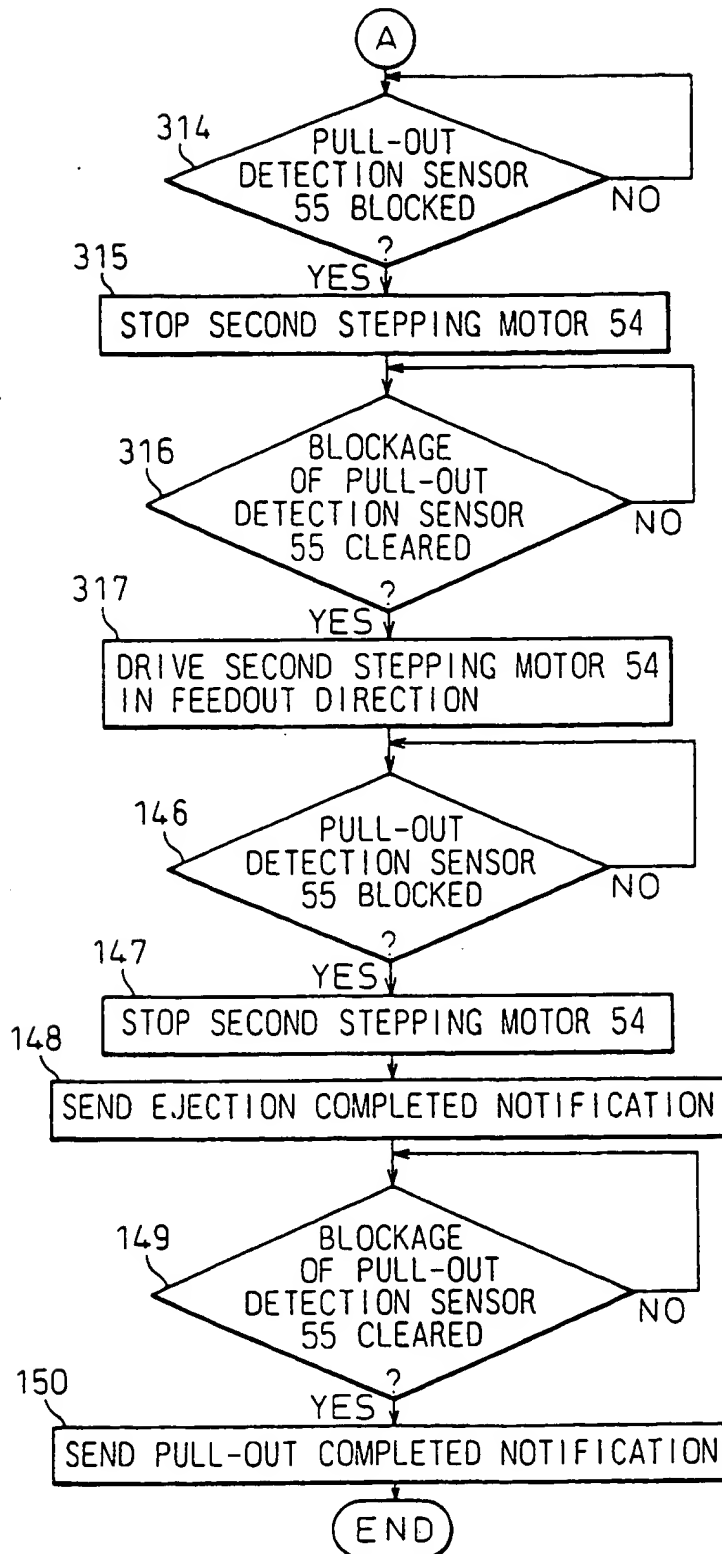 A
314
PULL-OUT
DETECTION SENSOR
55 BLOCKED
?
NO
YES
315
STOP SECOND STEPPING MOTOR 54
316
BLOCKAGE
OF PULL-OUT
DETECTION SENSOR
55 CLEARED
?
NO
YES
317
DRIVE SECOND STEPPING MOTOR 54
IN FEEDOUT DIRECTION
146
PULL-OUT
DETECTION SENSOR
55 BLOCKED
?
NO
YES
147
STOP SECOND STEPPING MOTOR 54
148
SEND EJECTION COMPLETED NOTIFICATION
149
BLOCKAGE
OF PULL-OUT
DETECTION SENSOR
55 CLEARED
?
NO
YES
150
SEND PULL-OUT COMPLETED NOTIFICATION
END